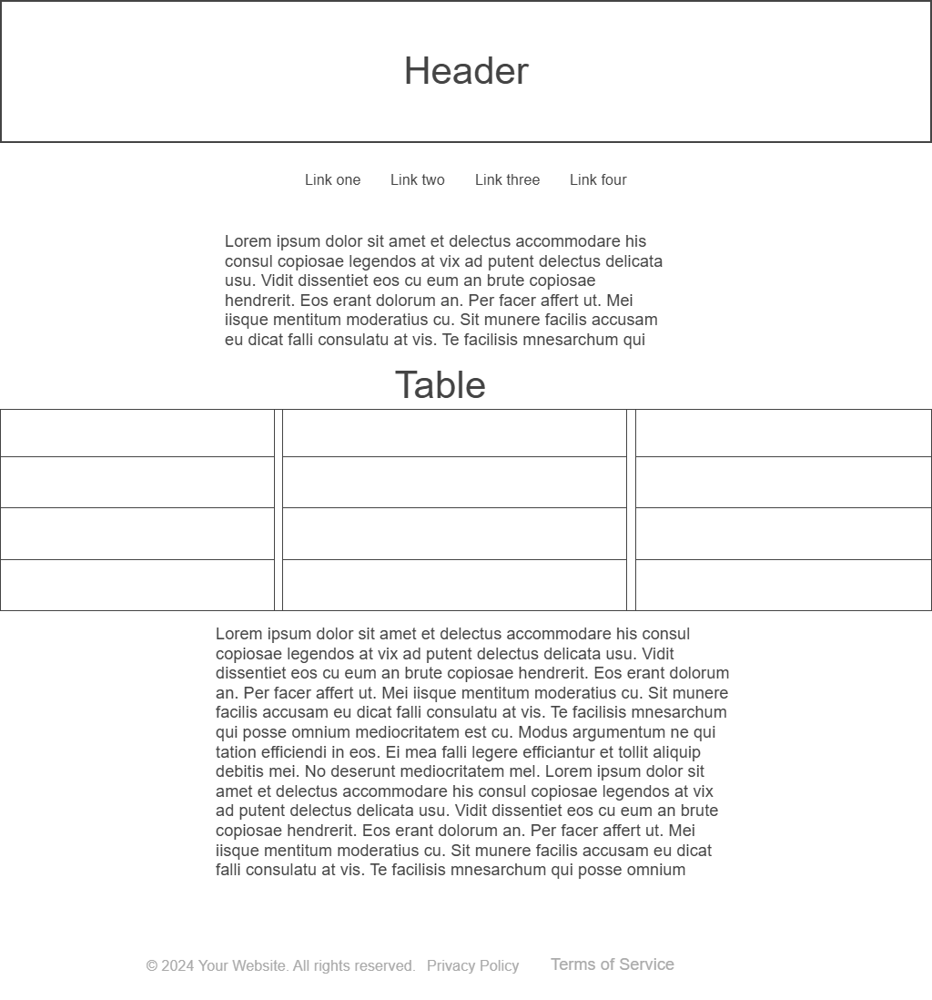 Header
Link one Link two Link three Link four
Lorem ipsum dolor sit amet et delectus accommodare his
consul copiosae legendos at vix ad putent delectus delicata
usu. Vidit dissentiet eos cu eum an brute copiosae
hendrerit. Eos erant dolorum an. Per facer affert ut. Mei
iisque mentitum moderatius cu. Sit munere facilis accusam
eu dicat falli consulatu at vis. Te facilisis mnesarchum qui
Table
Lorem ipsum dolor sit amet et delectus accommodare his consul
copiosae legendos at vix ad putent delectus delicata usu. Vidit
dissentiet eos cu eum an brute copiosae hendrerit. Eos erant dolorum
an. Per facer affert ut. Mei iisque mentitum moderatius cu. Sit munere
facilis accusam eu dicat falli consulatu at vis. Te facilisis mnesarchum
qui posse omnium mediocritatem est cu. Modus argumentum ne qui
tation efficiendi in eos. Ei mea falli legere efficiantur et tollit aliquip
debitis mei. No deserunt mediocritatem mel. Lorem ipsum dolor sit
amet et delectus accommodare his consul copiosae legendos at vix
ad putent delectus delicata usu. Vidit dissentiet eos cu eum an brute
copiosae hendrerit. Eos erant dolorum an. Per facer affert ut. Mei
iisque mentitum moderatius cu. Sit munere facilis accusam eu dicat
falli consulatu at vis. Te facilisis mnesarchum qui posse omnium
© 2024 Your Website. All rights reserved. Privacy Policy Terms of Service